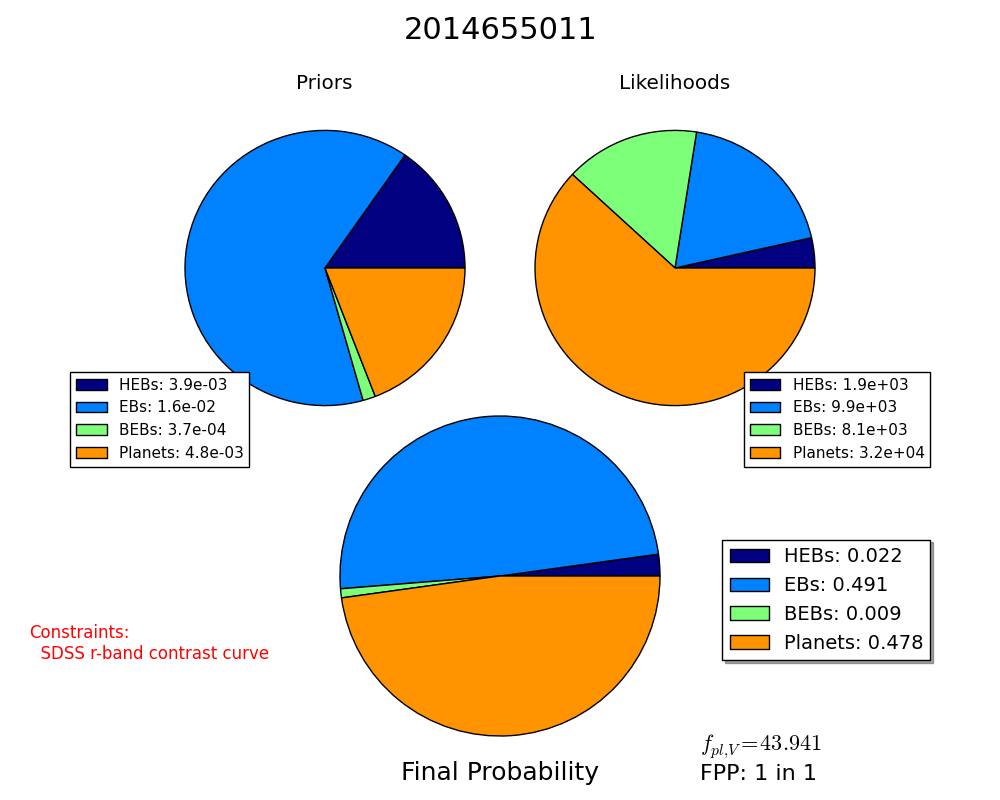 2014655011
Priors
Likelihoods
HEBs: 3.9e-03
EBs: 1.6e-02
BEBs: 3.7e-04
Planets: 4.8e-03
HEBs: 1.9e+03
EBs: 9.9e+03
BEBs: 8.1e+03
Planets: 3.2e+04
HEBs: 0.022
EBs: 0.491
BEBs: 0.009
Planets: 0.478
Constraints:
SDSS r-band contrast curve
f_{pl,V}=43.941
Final Probability
FPP: 1 in 1